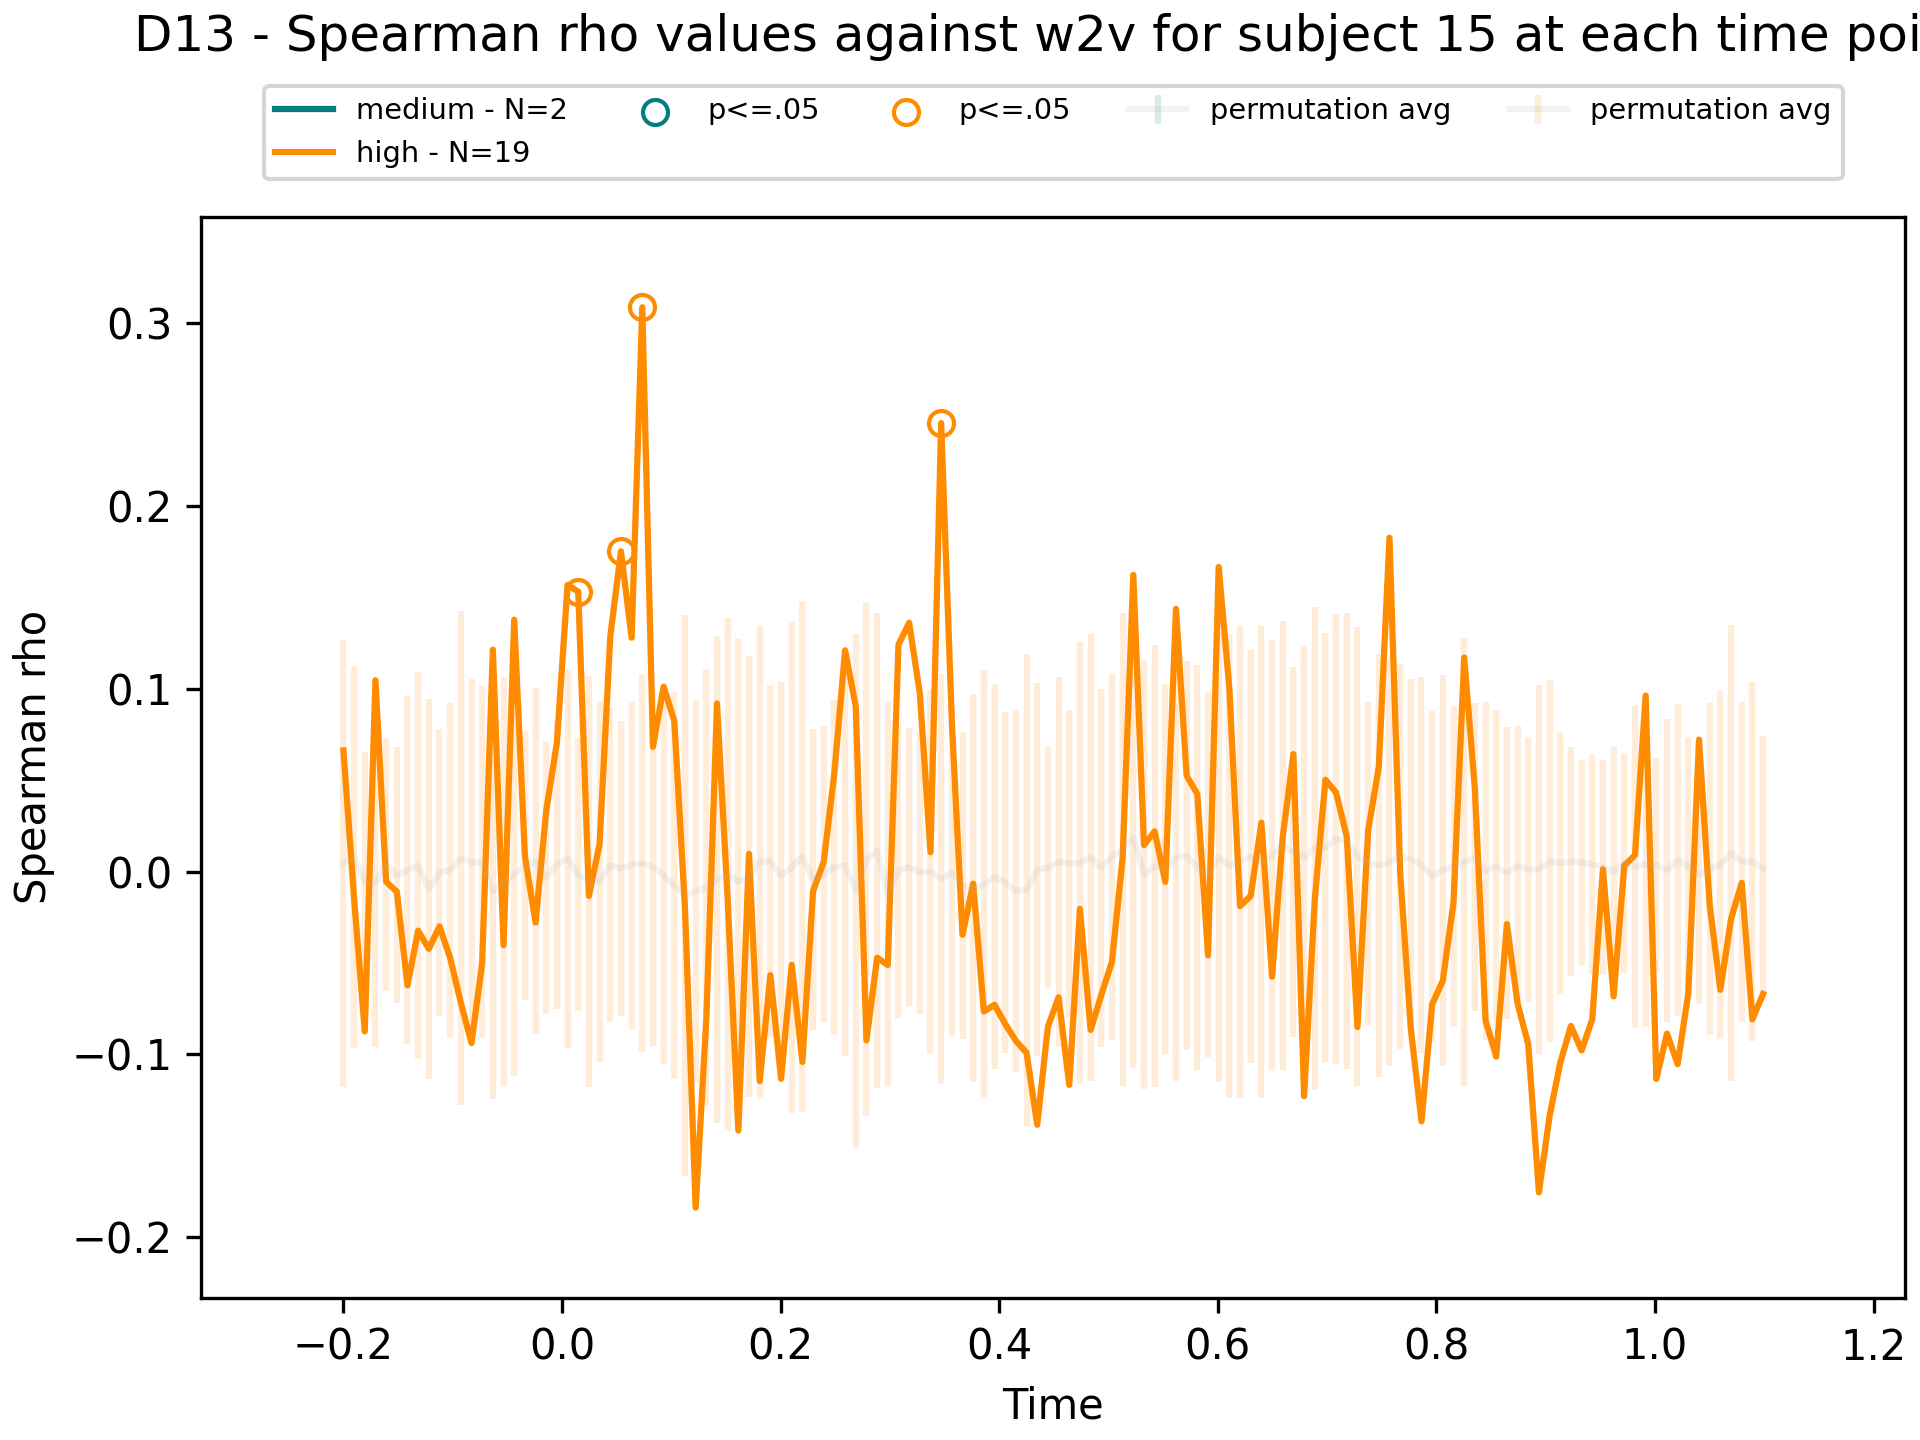 D13 - Spearman rho values against w2v for subject 15 at each time poi
medium - N=2
high - N=19
p<=.05
p<=.05
permutation avg
permutation avg
Spearman rho
0.3
0.2
0.1
0.0
−0.1
−0.2
−0.2 0.0 0.2 0.4 0.6 0.8 1.0 1.2
Time